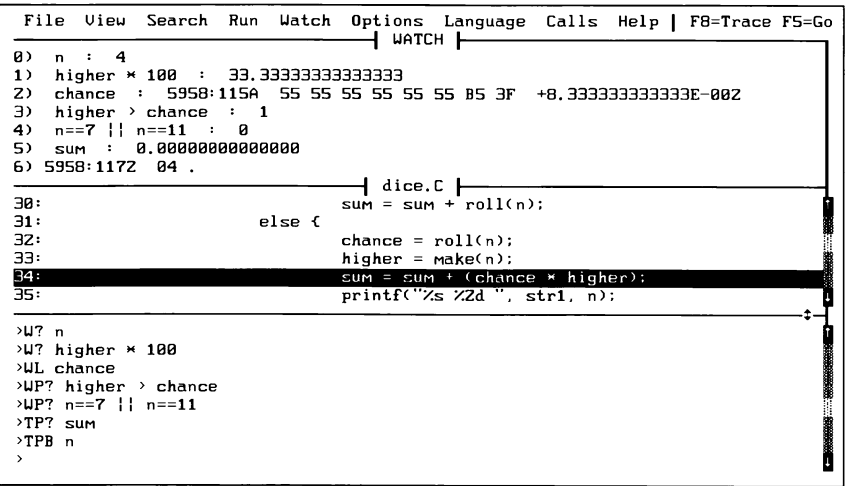 File View Search Run Watch Options Language Calls Help | F8=Trace F5=Go
WATCH
0) n : 4
1) higher * 100 : 33.33333333333333
2) chance : 5958:115A 55 55 55 55 55 55 B5 3F +8.333333333333E-002
3) higher > chance : 1
4) n==7 || n==11 : 0
5) sum : 0.00000000000000
6) 5958:1172 04 .
dice.C
30: sum = sum + roll(n);
31: else {
32: chance = roll(n);
33: higher = make(n);
34: sum = sum + (chance * higher);
35: printf("%s %2d ", str1, n);
>W? n
>W? higher * 100
>WL chance
>WP? higher > chance
>WP? n==7 || n==11
>TP? sum
>TPB n
>